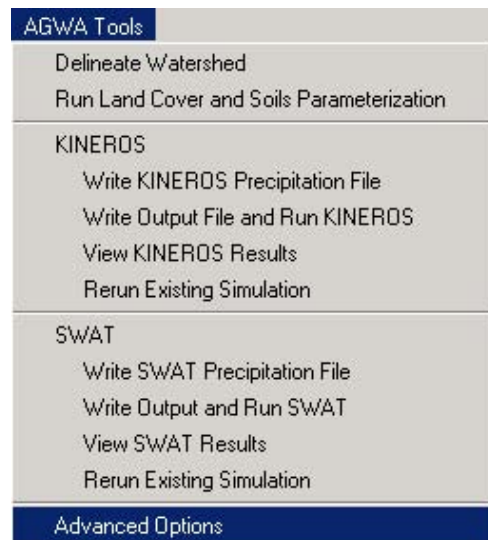 AGWA Tools
Delineate Watershed
Run Land Cover and Soils Parameterization
KINEROS
Write KINEROS Precipitation File
Write Output File and Run KINEROS
View KINEROS Results
Rerun Existing Simulation
SWAT
Write SWAT Precipitation File
Write Output and Run SWAT
View SWAT Results
Rerun Existing Simulation
Advanced Options